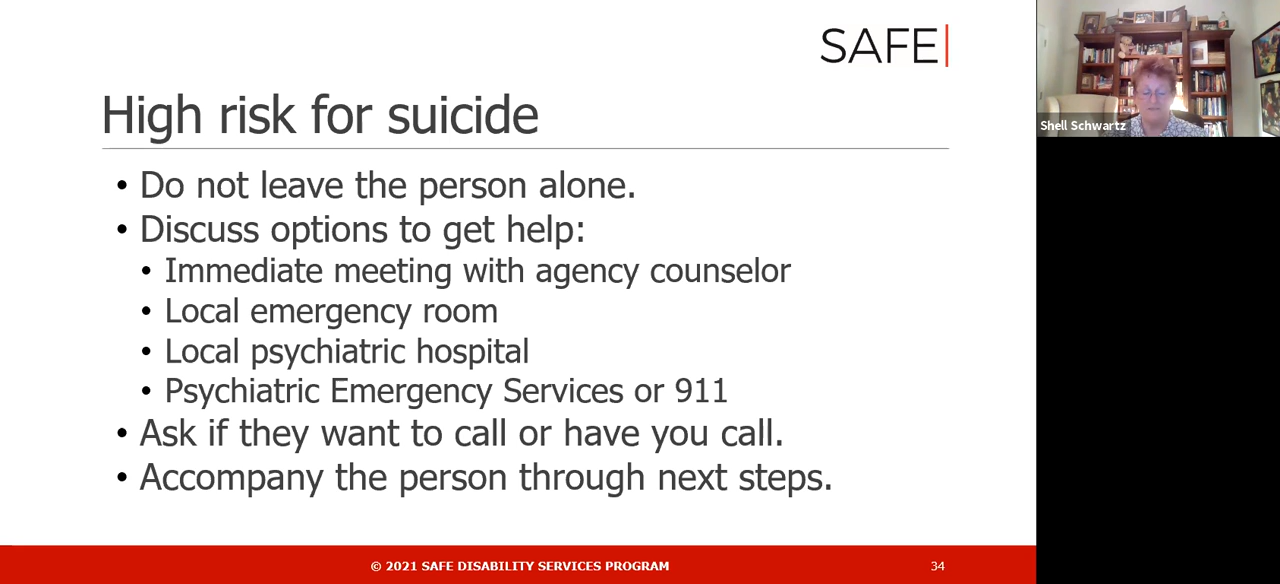 SAFE
High risk for suicide
• Do not leave the person alone.
• Discuss options to get help:
• Immediate meeting with agency counselor
• Local emergency room
• Local psychiatric hospital
• Psychiatric Emergency Services or 911
• Ask if they want to call or have you call.
• Accompany the person through next steps.
© 2021 SAFE DISABILITY SERVICES PROGRAM
34
Shell Schwartz